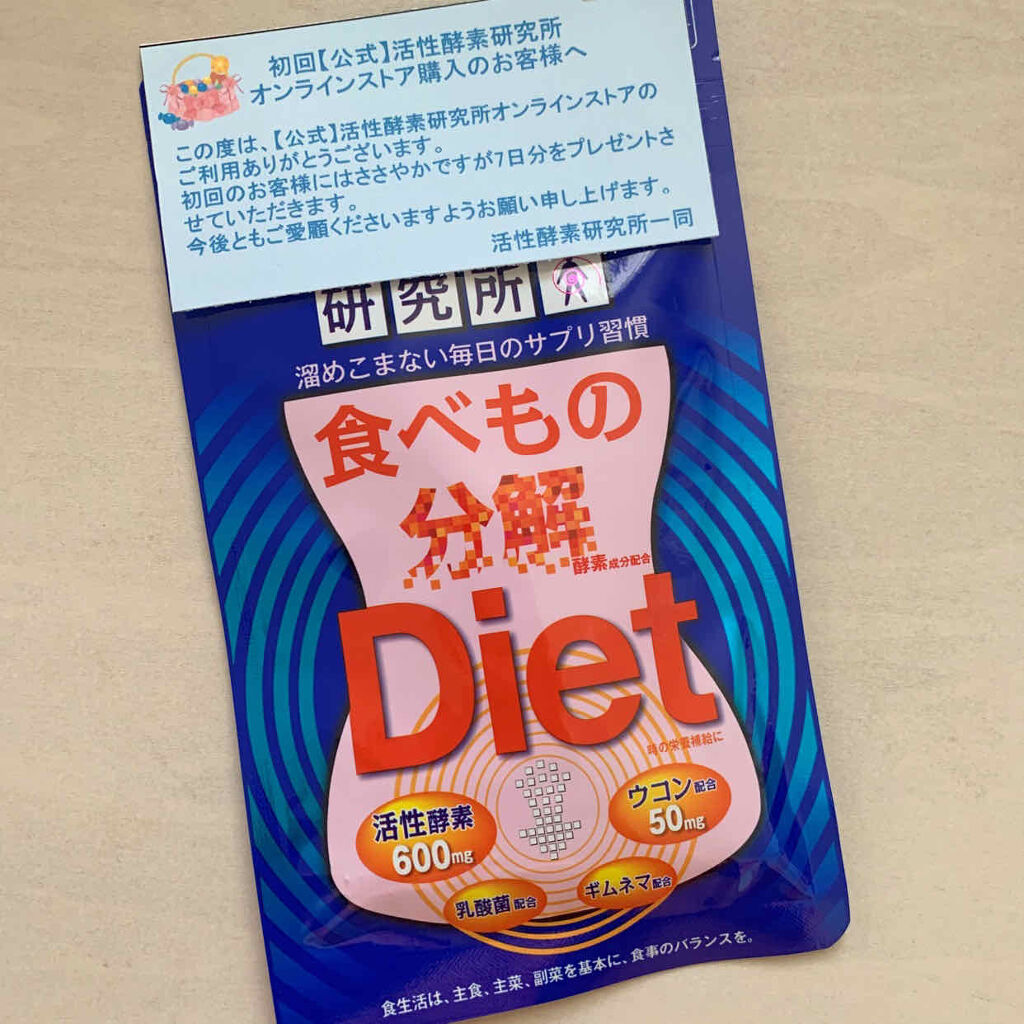 初回【公式】活性酵素研究所
オンラインストア購入のお客様へ
この度は、【公式】活性酵素研究所オンラインストアの
ご利用ありがとうございます。
初回のお客様にはささやかですが7日分をプレゼントさ
せていただきます。
今後ともご愛顧くださいますようお願い申し上げます。
活性酵素研究所一同
研究所
溜めこまない毎日のサプリ習慣
食べもの
分解
酵素成分配合
Diet
時の栄養補給に
活性酵素
600mg
ウコン配合
50mg
乳酸菌配合
ギムネマ配合
食生活は、主食、主菜、副菜を基本に、食事のバランスを。